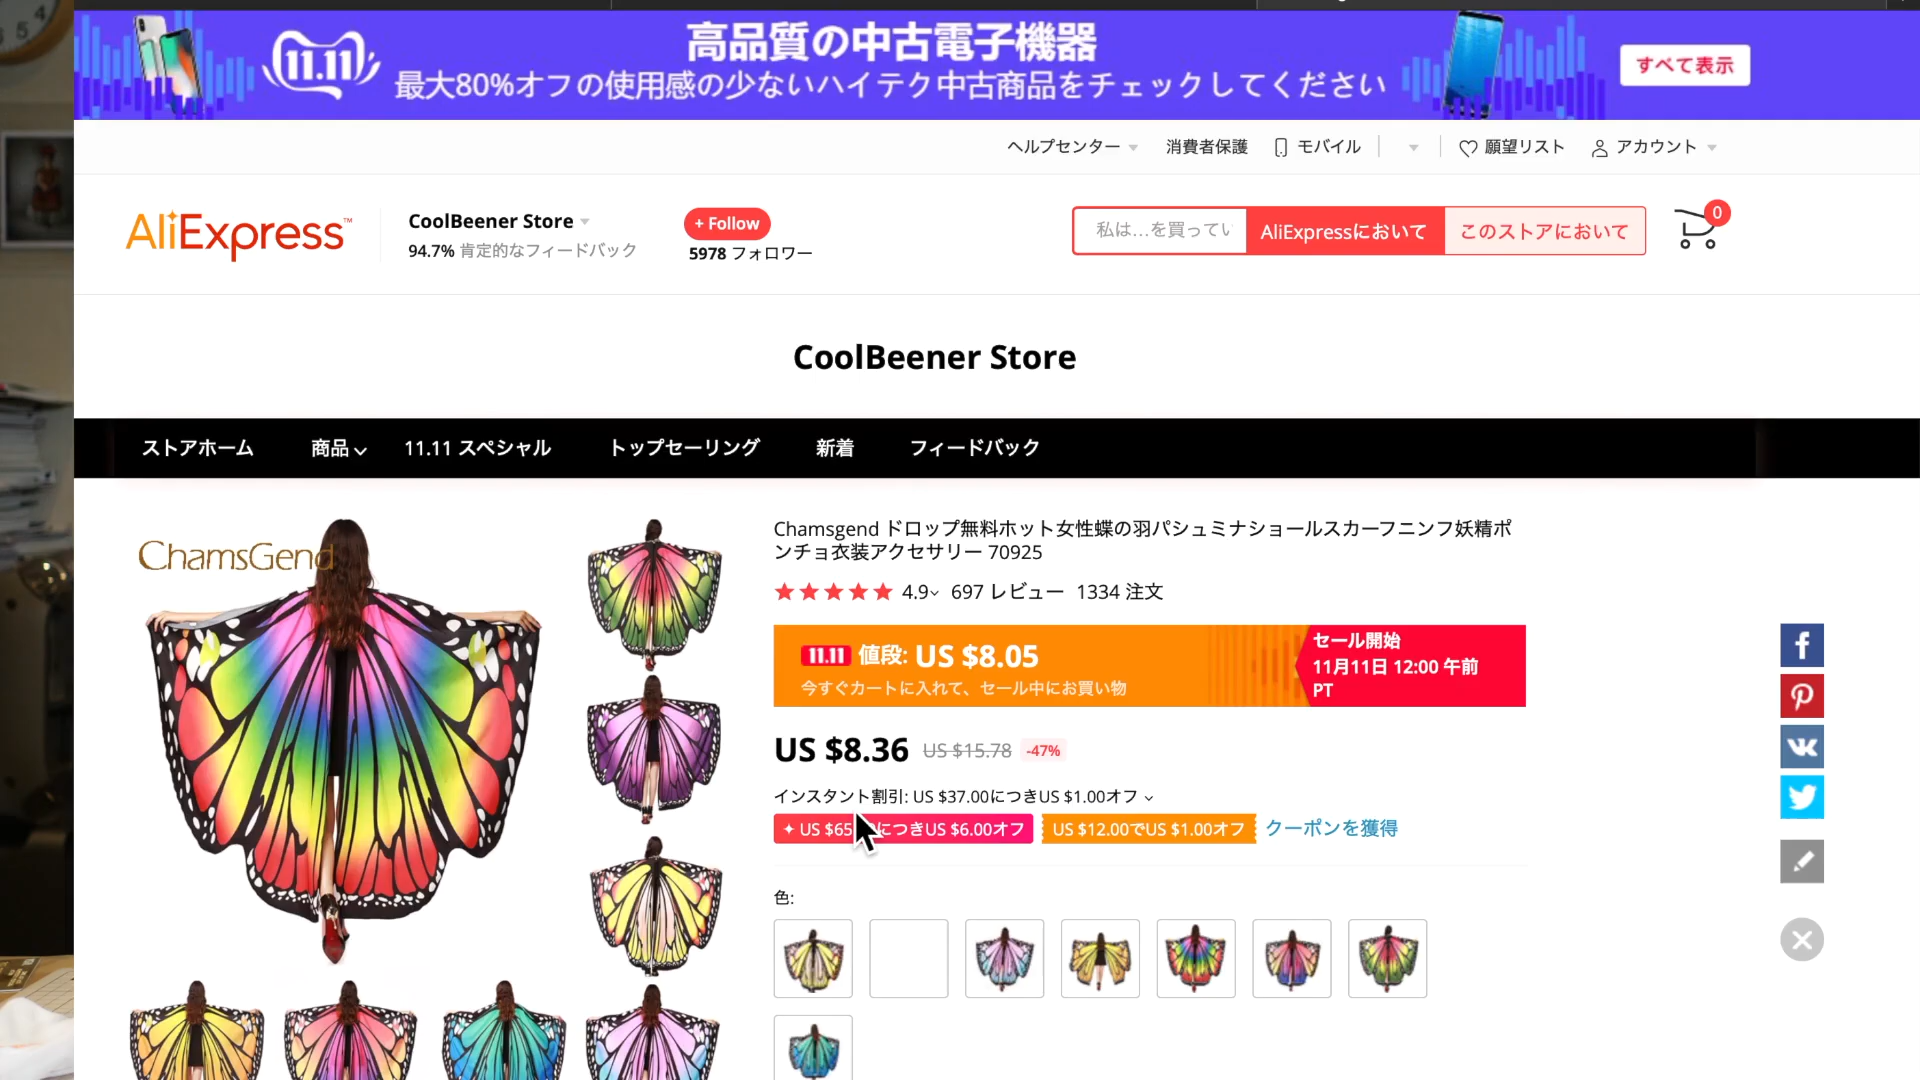 高品質の中古電子機器
11.11
最大80%オフの使用感の少ないハイテク中古商品をチェックしてください
すべて表示
ヘルプセンター
消費者保護
モバイル
願望リスト
アカウント
AliExpress™
CoolBeener Store
94.7% 肯定的なフィードバック
+ Follow
5978 フォロワー
私は…を買ってい
AliExpressにおいて
このストアにおいて
0
CoolBeener Store
ストアホーム
商品
11.11 スペシャル
トップセーリング
新着
フィードバック
ChamsGend
Chamsgend ドロップ無料ホット女性蝶の羽パシュミナショールスカーフニンフ妖精ポ
ンチョ衣装アクセサリー 70925
4.9
697 レビュー
1334 注文
11.11 値段: US $8.05
今すぐカートに入れて、セール中にお買い物
セール開始
11月11日 12:00 午前
PT
US $8.36 US $15.78 -47%
インスタント割引: US $37.00につきUS $1.00オフ
US $65 につきUS $6.00オフ
US $12.00でUS $1.00オフ
クーポンを獲得
色: